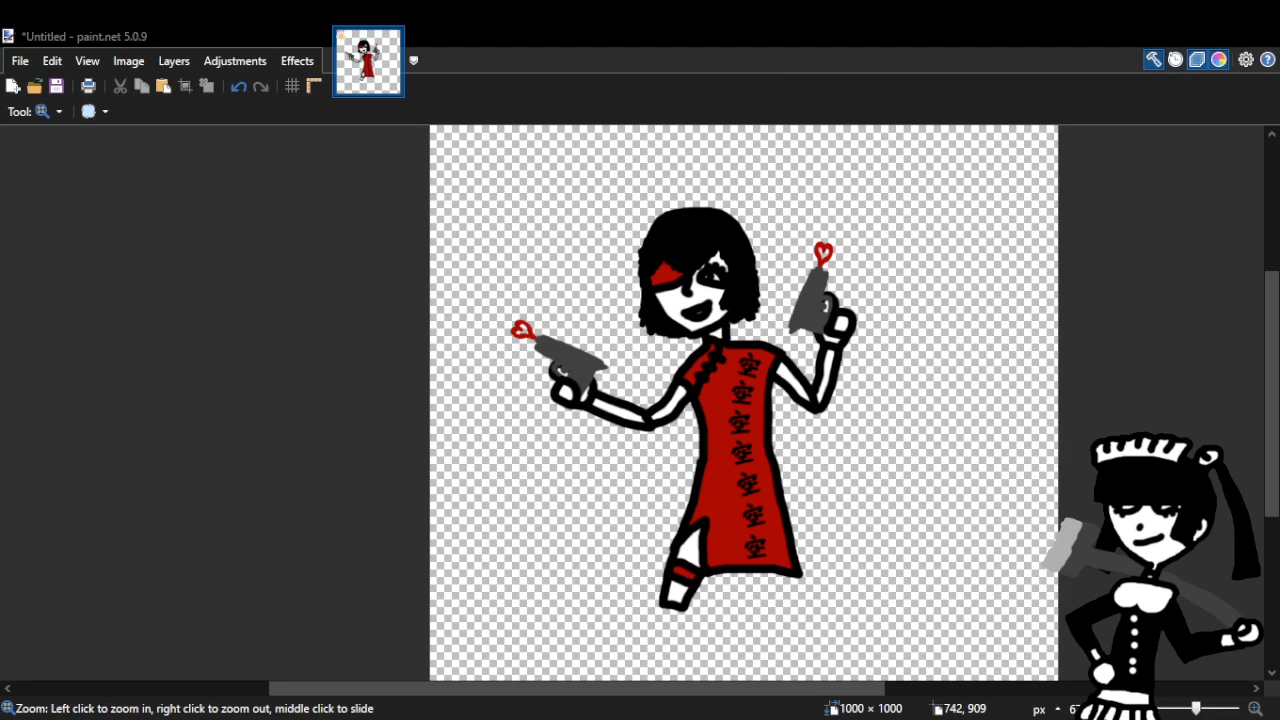 *Untitled - paint.net 5.0.9
File Edit View Image Layers Adjustments Effects
Tool:
空
空
空
空
空
空
空
Zoom: Left click to zoom in, right click to zoom out, middle click to slide 1000 × 1000 742, 909 px